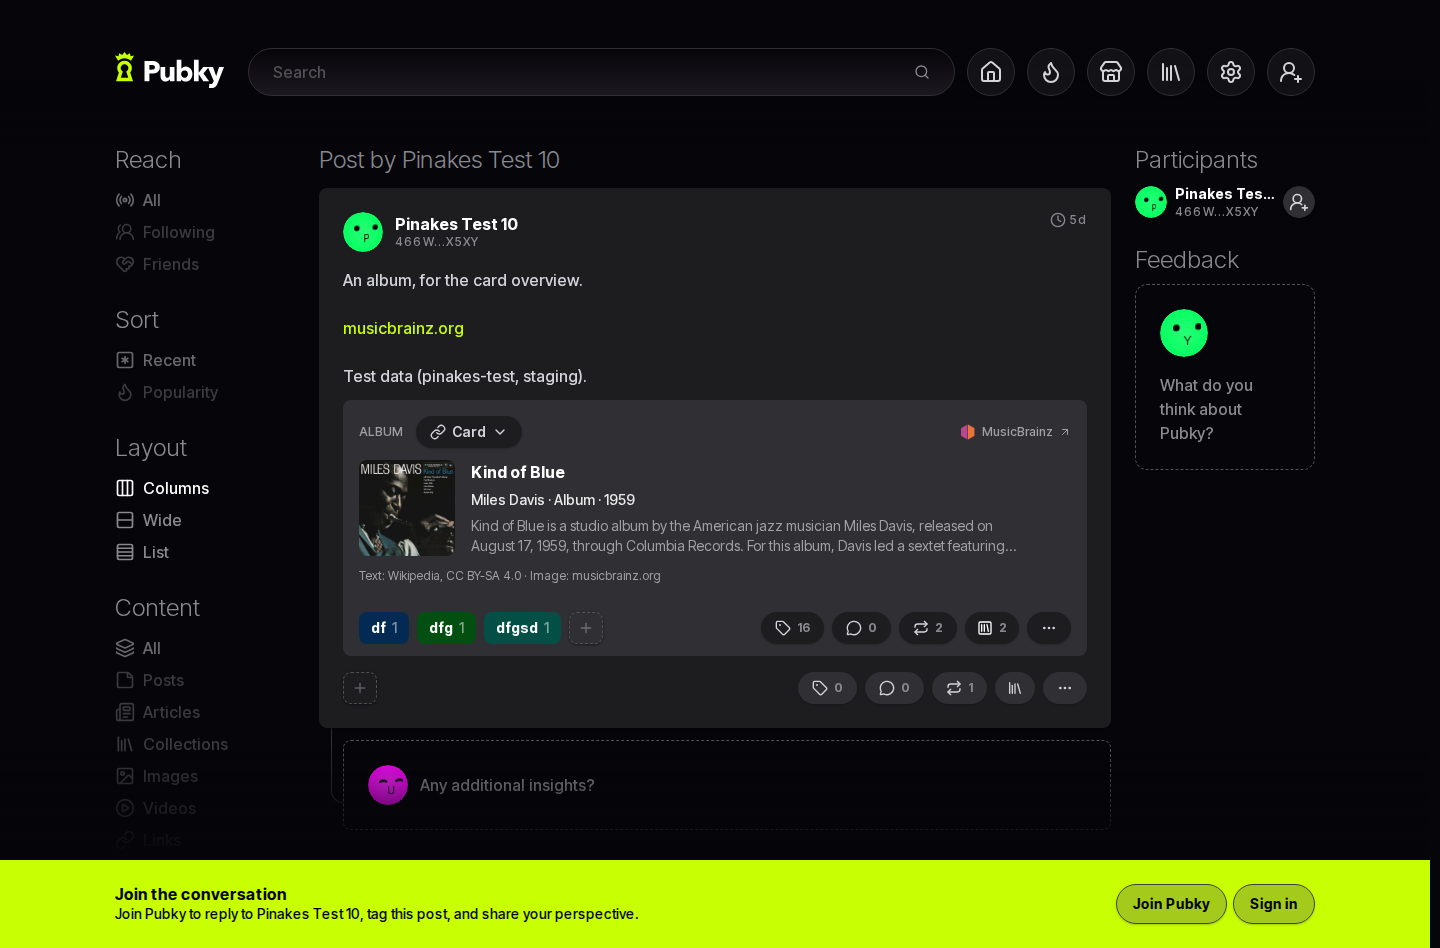 Pubky
Search
Reach
All
Following
Friends
Sort
Recent
Popularity
Layout
Columns
Wide
List
Content
All
Posts
Articles
Collections
Images
Videos
Links
Post by Pinakes Test 10
P
Pinakes Test 10
466W...X5XY
5d
An album, for the card overview.
musicbrainz.org
Test data (pinakes-test, staging).
ALBUM
Card
MusicBrainz
MILES DAVIS Kind of Blue
Kind of Blue
Miles Davis · Album · 1959
Kind of Blue is a studio album by the American jazz musician Miles Davis, released on
August 17, 1959, through Columbia Records. For this album, Davis led a sextet featuring...
Text: Wikipedia, CC BY-SA 4.0 · Image: musicbrainz.org
df 1
dfg 1
dfgsd 1
16
0
2
2
0
0
1
U
Any additional insights?
Participants
P
Pinakes Tes...
466W...X5XY
Feedback
Y
What do you
think about
Pubky?
Join the conversation
Join Pubky to reply to Pinakes Test 10, tag this post, and share your perspective.
Join Pubky
Sign in